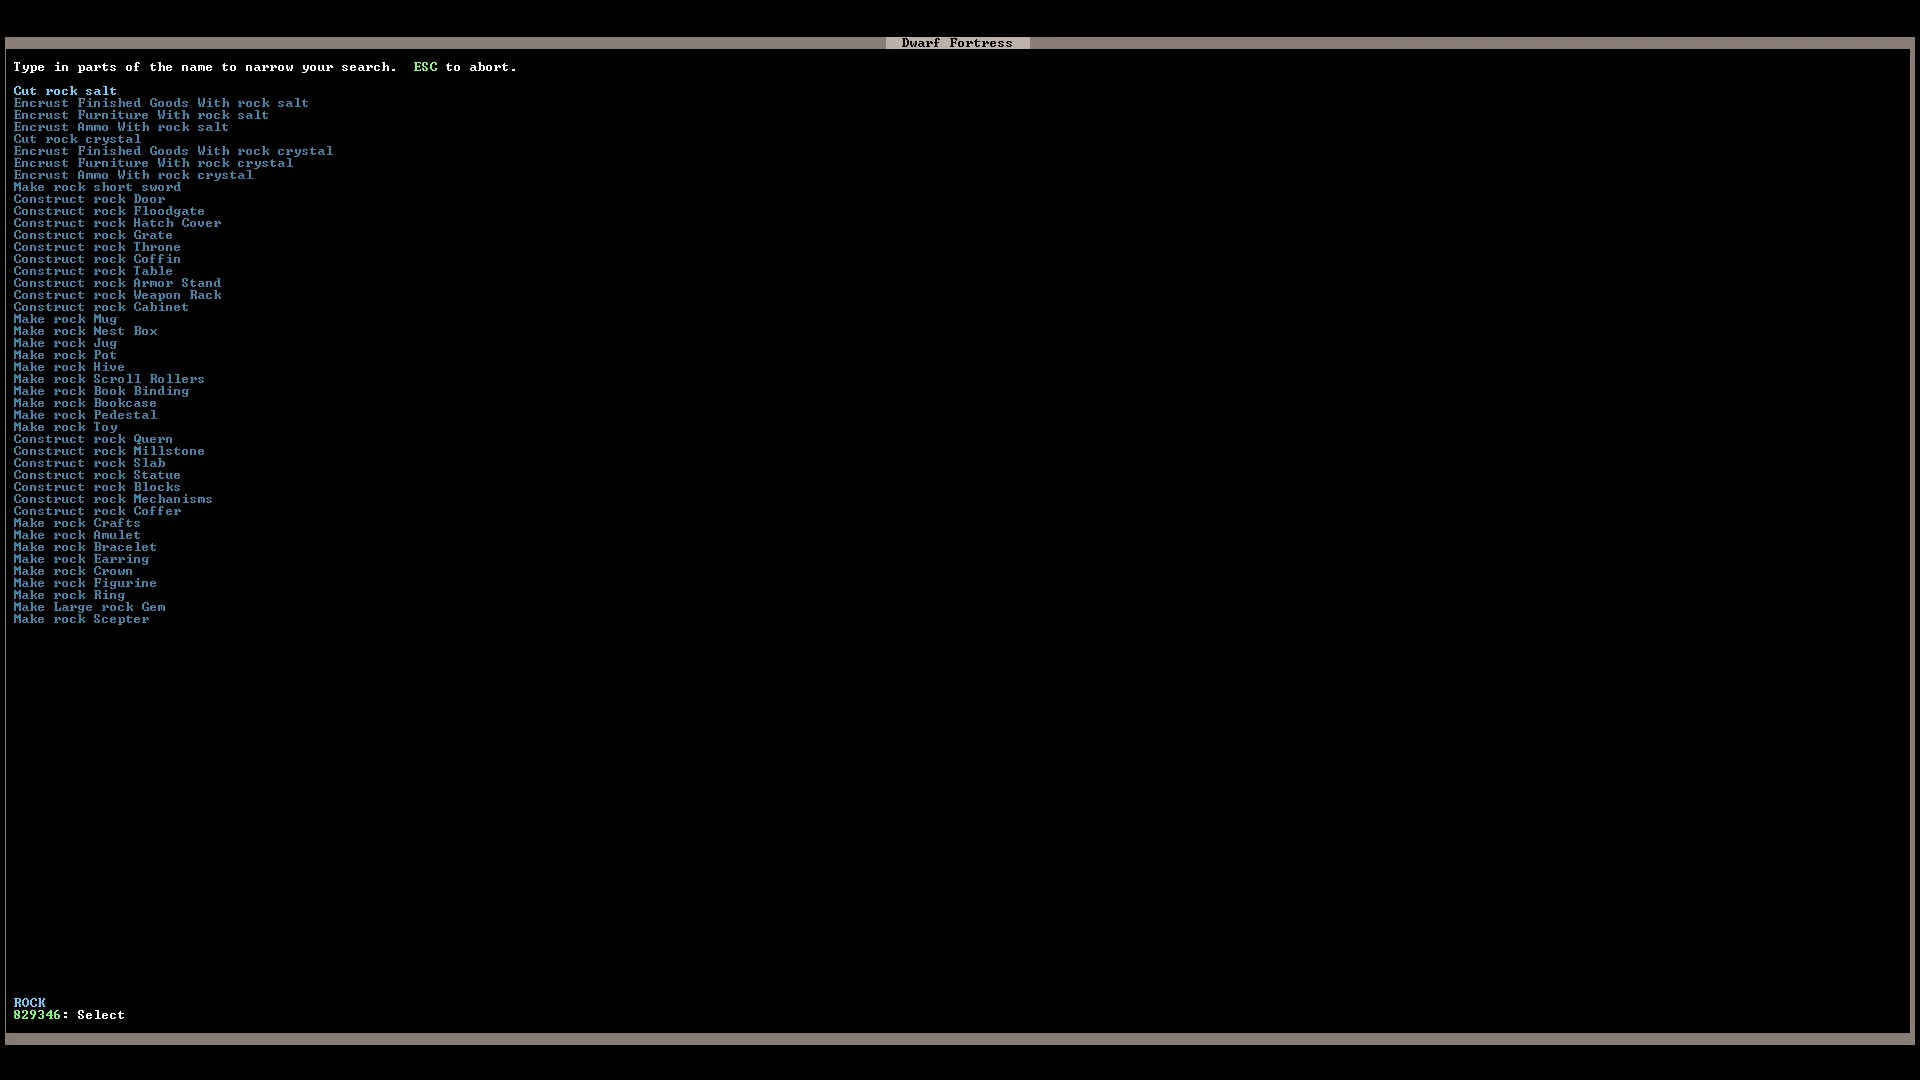 Dwarf Fortress
Type in parts of the name to narrow your search.  ESC to abort.
Cut rock salt
Encrust Finished Goods With rock salt
Encrust Furniture With rock salt
Encrust Ammo With rock salt
Cut rock crystal
Encrust Finished Goods With rock crystal
Encrust Furniture With rock crystal
Encrust Ammo With rock crystal
Make rock short sword
Construct rock Door
Construct rock Floodgate
Construct rock Hatch Cover
Construct rock Grate
Construct rock Throne
Construct rock Coffin
Construct rock Table
Construct rock Armor Stand
Construct rock Weapon Rack
Construct rock Cabinet
Make rock Mug
Make rock Nest Box
Make rock Jug
Make rock Pot
Make rock Hive
Make rock Scroll Rollers
Make rock Book Binding
Make rock Bookcase
Make rock Pedestal
Make rock Toy
Construct rock Quern
Construct rock Millstone
Construct rock Slab
Construct rock Statue
Construct rock Blocks
Construct rock Mechanisms
Construct rock Coffer
Make rock Crafts
Make rock Amulet
Make rock Bracelet
Make rock Earring
Make rock Crown
Make rock Figurine
Make rock Ring
Make Large rock Gem
Make rock Scepter
ROCK
829346: Select